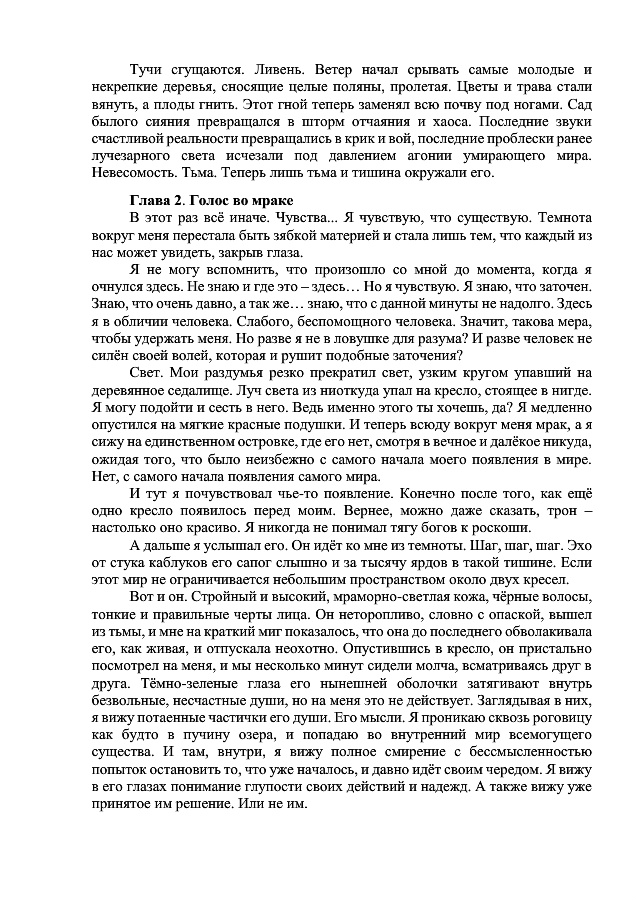 Тучи сгущаются. Ливень. Ветер начал срывать самые молодые и
некрепкие деревья, сносящие целые поляны, пролетая. Цветы и трава стали
вянуть, а плоды гнить. Этот гной теперь заменял всю почву под ногами. Сад
былого сияния превращался в шторм отчаяния и хаоса. Последние звуки
счастливой реальности превращались в крик и вой, последние проблески ранее
лучезарного света исчезали под давлением агонии умирающего мира.
Невесомость. Тьма. Теперь лишь тьма и тишина окружали его.
Глава 2. Голос во мраке
В этот раз всё иначе. Чувства... Я чувствую, что существую. Темнота
вокруг меня перестала быть зябкой материей и стала лишь тем, что каждый из
нас может увидеть, закрыв глаза.
Я не могу вспомнить, что произошло со мной до момента, когда я
очнулся здесь. Не знаю и где это – здесь… Но я чувствую. Я знаю, что заточен.
Знаю, что очень давно, а так же… знаю, что с данной минуты не надолго. Здесь
я в обличии человека. Слабого, беспомощного человека. Значит, такова мера,
чтобы удержать меня. Но разве я не в ловушке для разума? И разве человек не
силён своей волей, которая и рушит подобные заточения?
Свет. Мои раздумья резко прекратил свет, узким кругом упавший на
деревянное седалище. Луч света из ниоткуда упал на кресло, стоящее в нигде.
Я могу подойти и сесть в него. Ведь именно этого ты хочешь, да? Я медленно
опустился на мягкие красные подушки. И теперь всюду вокруг меня мрак, а я
сижу на единственном островке, где его нет, смотря в вечное и далёкое никуда,
ожидая того, что было неизбежно с самого начала моего появления в мире.
Нет, с самого начала появления самого мира.
И тут я почувствовал чье-то появление. Конечно после того, как ещё
одно кресло появилось перед моим. Вернее, можно даже сказать, трон –
настолько оно красиво. Я никогда не понимал тягу богов к роскоши.
А дальше я услышал его. Он идёт ко мне из темноты. Шаг, шаг, шаг. Эхо
от стука каблуков его сапог слышно и за тысячу ярдов в такой тишине. Если
этот мир не ограничивается небольшим пространством около двух кресел.
Вот и он. Стройный и высокий, мраморно-светлая кожа, чёрные волосы,
тонкие и правильные черты лица. Он неторопливо, словно с опаской, вышел
из тьмы, и мне на краткий миг показалось, что она до последнего обволакивала
его, как живая, и отпускала неохотно. Опустившись в кресло, он пристально
посмотрел на меня, и мы несколько минут сидели молча, всматриваясь друг в
друга. Тёмно-зеленые глаза его нынешней оболочки затягивают внутрь
безвольные, несчастные души, но на меня это не действует. Заглядывая в них,
я вижу потаенные частички его души. Его мысли. Я проникаю сквозь роговицу
как будто в пучину озера, и попадаю во внутренний мир всемогущего
существа. И там, внутри, я вижу полное смирение с бессмысленностью
попыток остановить то, что уже началось, и давно идёт своим чередом. Я вижу
в его глазах понимание глупости своих действий и надежд. А также вижу уже
принятое им решение. Или не им.